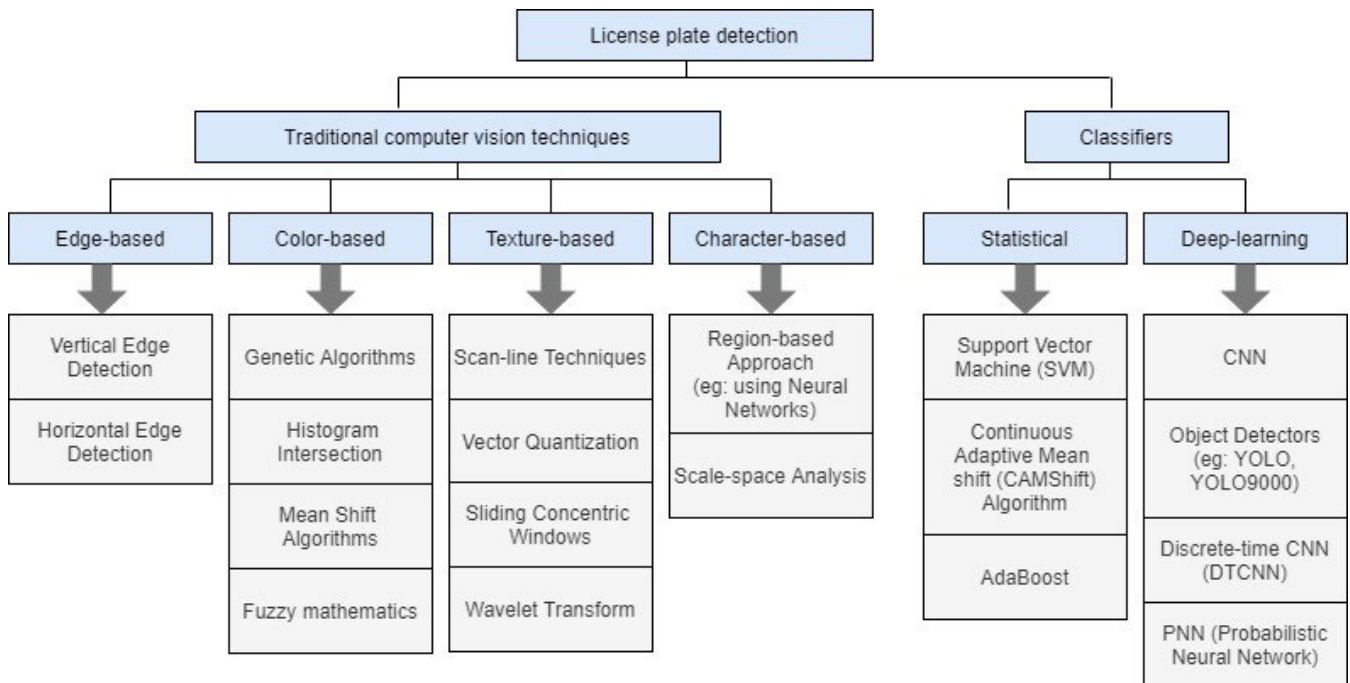 License plate detection
Traditional computer vision techniques
Classifiers
Edge-based
Color-based
Texture-based
Character-based
Statistical
Deep-learning
Vertical Edge
Detection
Horizontal Edge
Detection
Genetic Algorithms
Histogram
Intersection
Mean Shift
Algorithms
Fuzzy mathematics
Scan-line Techniques
Vector Quantization
Sliding Concentric
Windows
Wavelet Transform
Region-based
Approach
(eg: using Neural
Networks)
Scale-space Analysis
Support Vector
Machine (SVM)
Continuous
Adaptive Mean
shift (CAMShift)
Algorithm
AdaBoost
CNN
Object Detectors
(eg: YOLO,
YOLO9000)
Discrete-time CNN
(DTCNN)
PNN (Probabilistic
Neural Network)